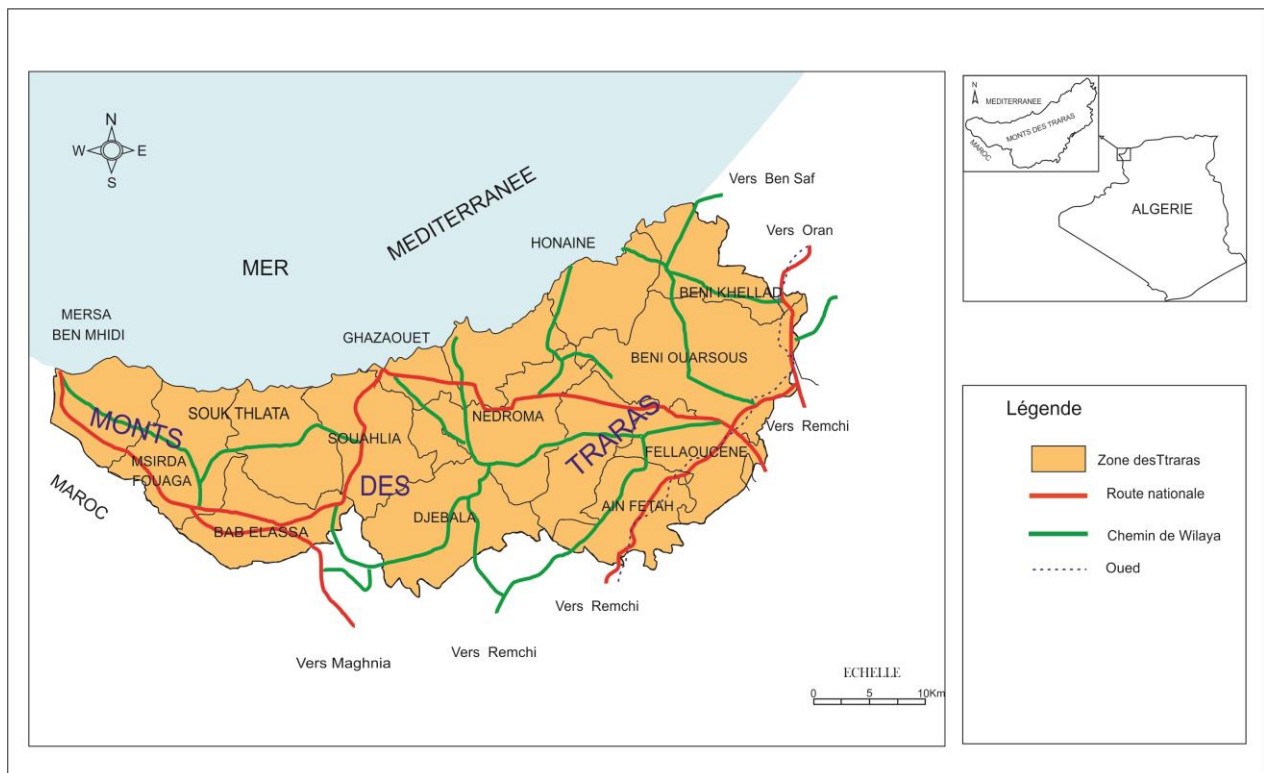 N
W
E
S
MER
MEDITERRANEE
MERSA
BEN MHIDI
GHAZAOUET
HONAINE
Vers Ben Saf
Vers Oran
BENI KHELLAD
BENI OUARSOUS
SOUK THLATA
MONTS
MSIRDA
FOUAGA
MAROC
SOUAHLIA
NEDROMA
DES
TRARAS
Vers Remchi
FELLAOUCENE
BAB ELASSA
DJEBALA
AIN FETAH
Vers Remchi
Vers Maghnia
Vers Remchi
ECHELLE
0 5 10Km
N
MEDITERRANEE
MONTS DES TRARAS
MAROC
ALGERIE
Légende
Zone desTtraras
Route nationale
Chemin de Wilaya
Oued